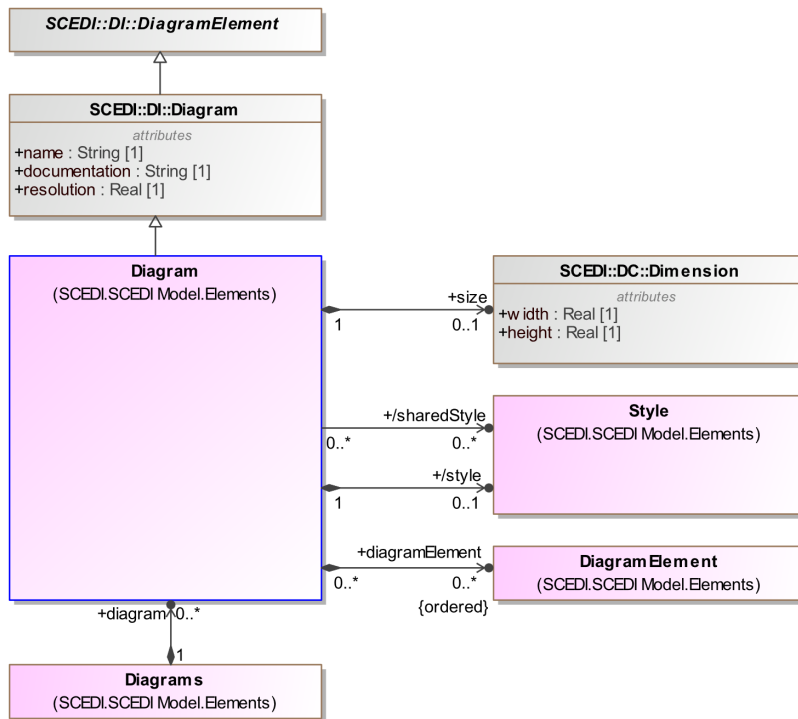 SCEDI::DI::DiagramElement
SCEDI::DI::Diagram
attributes
+name : String [1]
+documentation : String [1]
+resolution : Real [1]
Diagram
(SCEDI.SCEDI Model.Elements)
SCEDI::DC::Dimension
attributes
+width : Real [1]
+height : Real [1]
+size
1
0..1
+/sharedStyle
0..*
0..*
Style
(SCEDI.SCEDI Model.Elements)
+/style
1
0..1
+diagramElement
0..*
0..*
{ordered}
DiagramElement
(SCEDI.SCEDI Model.Elements)
+diagram
0..*
1
Diagrams
(SCEDI.SCEDI Model.Elements)